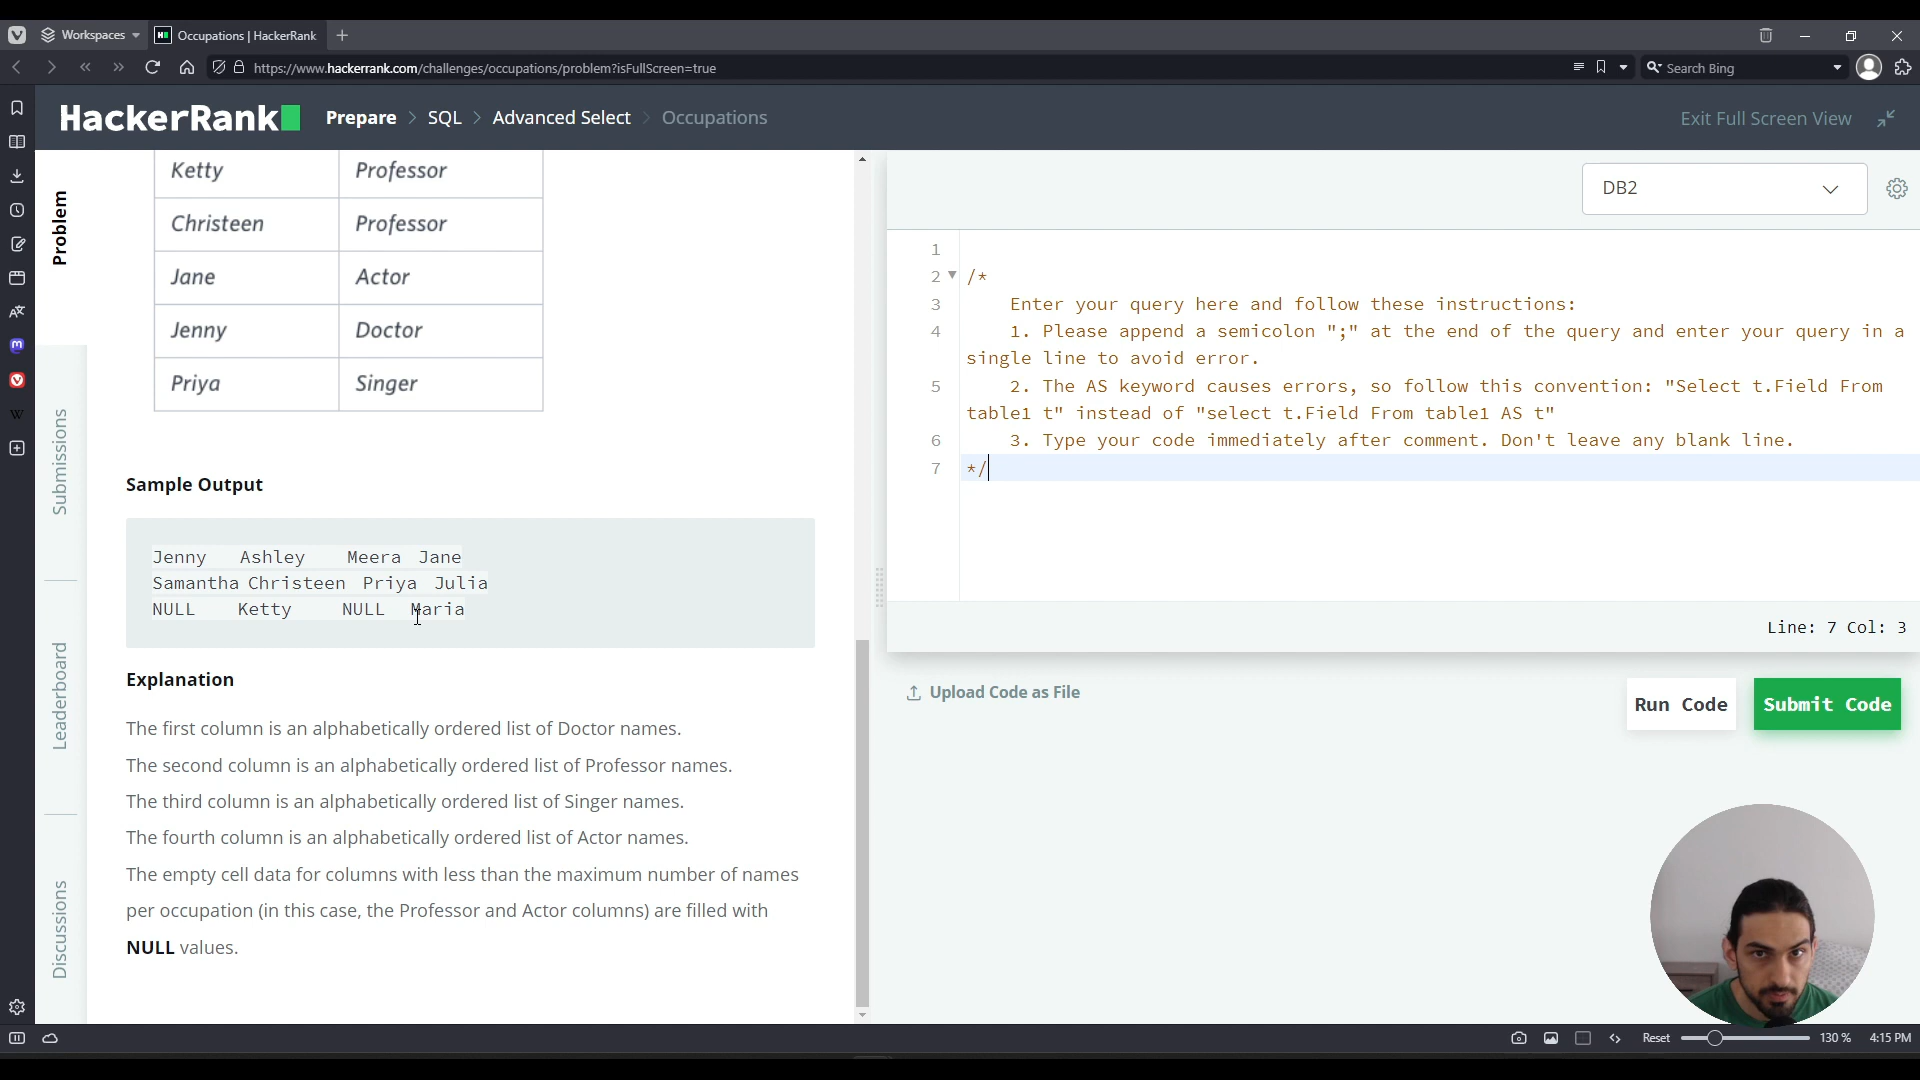 Workspaces
Occupations | HackerRank
https://www.hackerrank.com/challenges/occupations/problem?isFullScreen=true
Search Bing
HackerRank
Prepare > SQL > Advanced Select > Occupations
Exit Full Screen View
Problem
Submissions
Leaderboard
Discussions
Ketty Professor
Christeen Professor
Jane Actor
Jenny Doctor
Priya Singer
Sample Output
Jenny Ashley Meera Jane
Samantha Christeen Priya Julia
NULL Ketty NULL Maria
Explanation
The first column is an alphabetically ordered list of Doctor names.
The second column is an alphabetically ordered list of Professor names.
The third column is an alphabetically ordered list of Singer names.
The fourth column is an alphabetically ordered list of Actor names.
The empty cell data for columns with less than the maximum number of names
per occupation (in this case, the Professor and Actor columns) are filled with
NULL values.
DB2
1
2 /*
3 Enter your query here and follow these instructions:
4 1. Please append a semicolon ";" at the end of the query and enter your query in a
single line to avoid error.
5 2. The AS keyword causes errors, so follow this convention: "Select t.Field From
table1 t" instead of "select t.Field From table1 AS t"
6 3. Type your code immediately after comment. Don't leave any blank line.
7 */
Line: 7 Col: 3
Upload Code as File
Run Code
Submit Code
Reset
130 %
4:15 PM